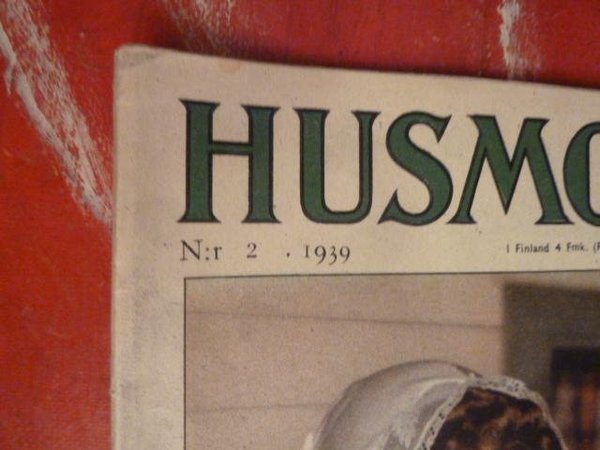 HUSMO
N:r 2 . 1939
I Finland 4 Fmk. (F